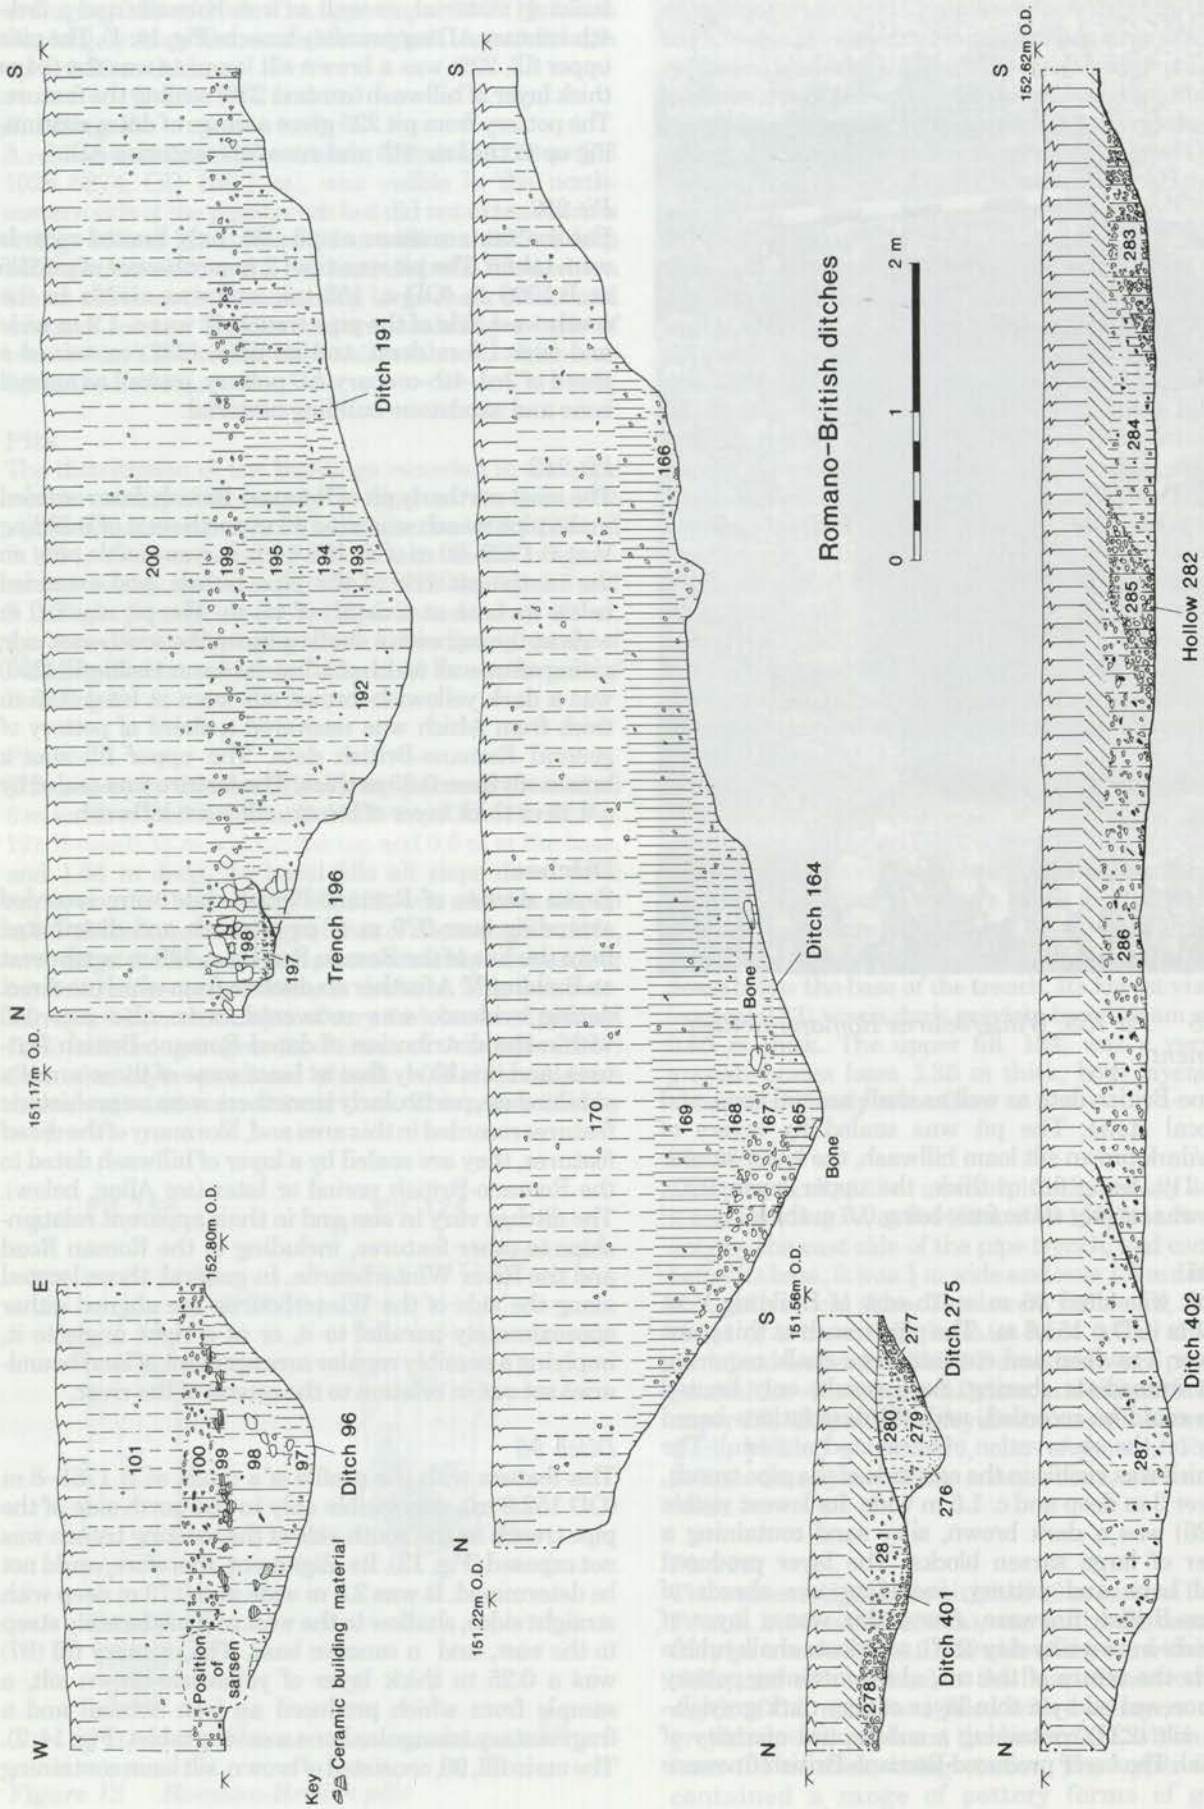 W
E
152.80m O.D.
101
100
99
98
97
Position
of
sarsen
Ditch 96
Key
Ceramic building material
N
S
151.17m O.D.
200
199
195
194
193
192
198
197
Trench 196
Ditch 191
N
S
151.22m O.D.
170
169
168
167
165
166
Bone
Bone
Ditch 164
N
S
151.56m O.D.
278
281
280
279
276
277
Ditch 401
Ditch 275
Romano-British ditches
0
1
2 m
N
S
152.62m O.D.
287
286
285
284
283
Ditch 402
Hollow 282